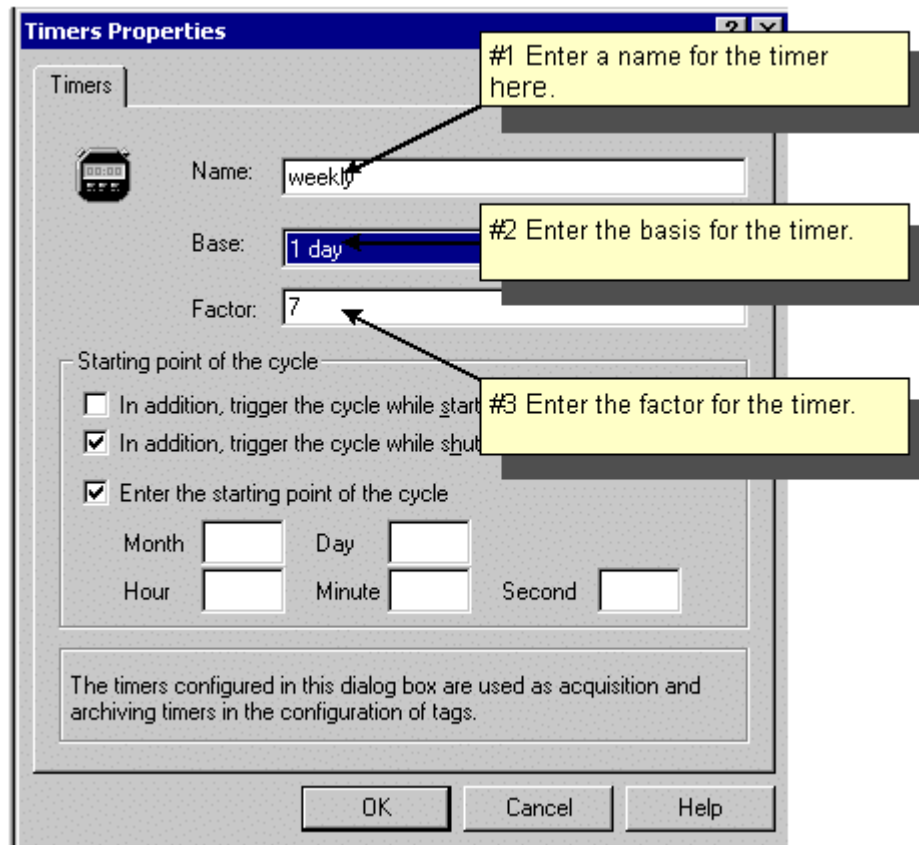 Timers Properties
#1 Enter a name for the timer
here.
Timers
00:00
Name:
weekly
Base:
1 day
#2 Enter the basis for the timer.
Factor:
7
Starting point of the cycle
In addition, trigger the cycle while
#3 Enter the factor for the timer.
In addition, trigger the cycle while
Enter the starting point of the cycle
Month
Day
Hour
Minute
Second
The timers configured in this dialog box are used as acquisition and
archiving timers in the configuration of tags.
OK
Cancel
Help